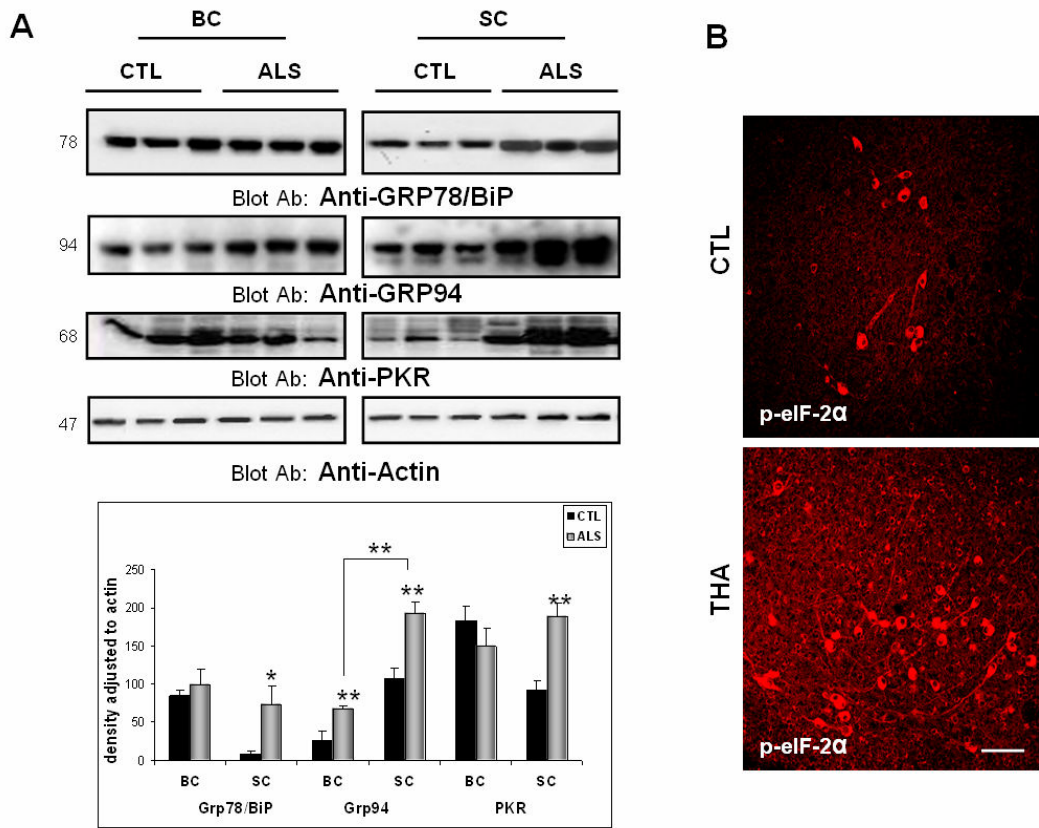 A
BC
SC
CTL
ALS
CTL
ALS
78
Blot Ab: Anti-GRP78/BiP
94
Blot Ab: Anti-GRP94
68
Blot Ab: Anti-PKR
47
Blot Ab: Anti-Actin
CTL
ALS
density adjusted to actin
250
200
150
100
50
0
*
**
**
**
**
BC
SC
BC
SC
BC
SC
Grp78/BiP
Grp94
PKR
B
CTL
p-eIF-2α
THA
p-eIF-2α